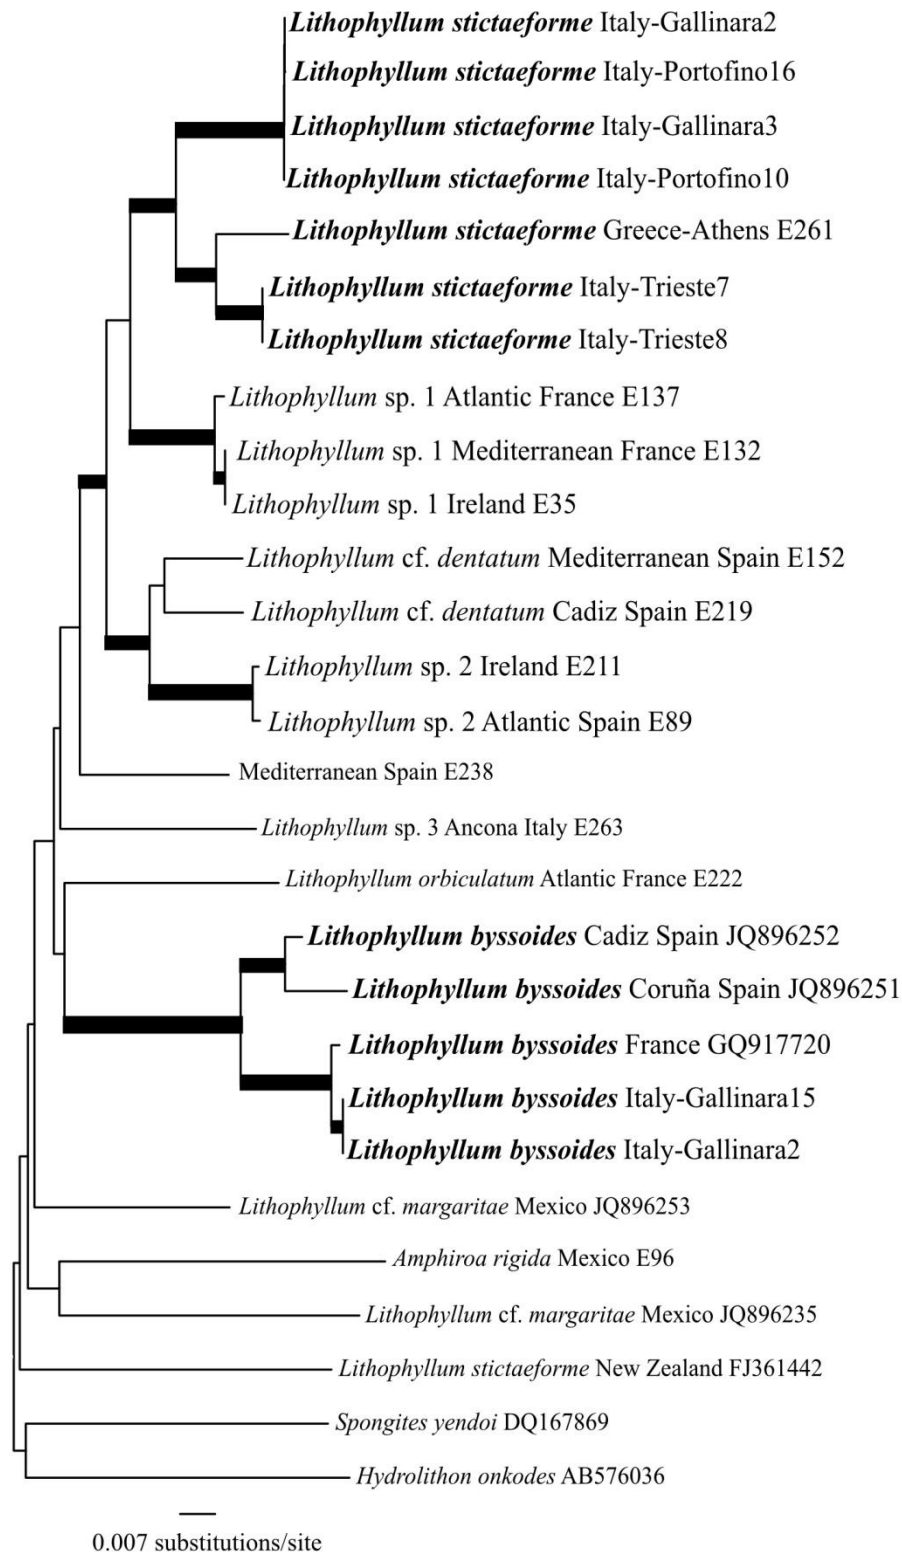 Lithophyllum stictaeforme Italy-Gallinara2
Lithophyllum stictaeforme Italy-Portofino16
Lithophyllum stictaeforme Italy-Gallinara3
Lithophyllum stictaeforme Italy-Portofino10
Lithophyllum stictaeforme Greece-Athens E261
Lithophyllum stictaeforme Italy-Trieste7
Lithophyllum stictaeforme Italy-Trieste8
Lithophyllum sp. 1 Atlantic France E137
Lithophyllum sp. 1 Mediterranean France E132
Lithophyllum sp. 1 Ireland E35
Lithophyllum cf. dentatum Mediterranean Spain E152
Lithophyllum cf. dentatum Cadiz Spain E219
Lithophyllum sp. 2 Ireland E211
Lithophyllum sp. 2 Atlantic Spain E89
Mediterranean Spain E238
Lithophyllum sp. 3 Ancona Italy E263
Lithophyllum orbiculatum Atlantic France E222
Lithophyllum byssoides Cadiz Spain JQ896252
Lithophyllum byssoides Coruña Spain JQ896251
Lithophyllum byssoides France GQ917720
Lithophyllum byssoides Italy-Gallinara15
Lithophyllum byssoides Italy-Gallinara2
Lithophyllum cf. margaritae Mexico JQ896253
Amphiroa rigida Mexico E96
Lithophyllum cf. margaritae Mexico JQ896235
Lithophyllum stictaeforme New Zealand FJ361442
Spongites yendoi DQ167869
Hydrolithon onkodes AB576036
0.007 substitutions/site